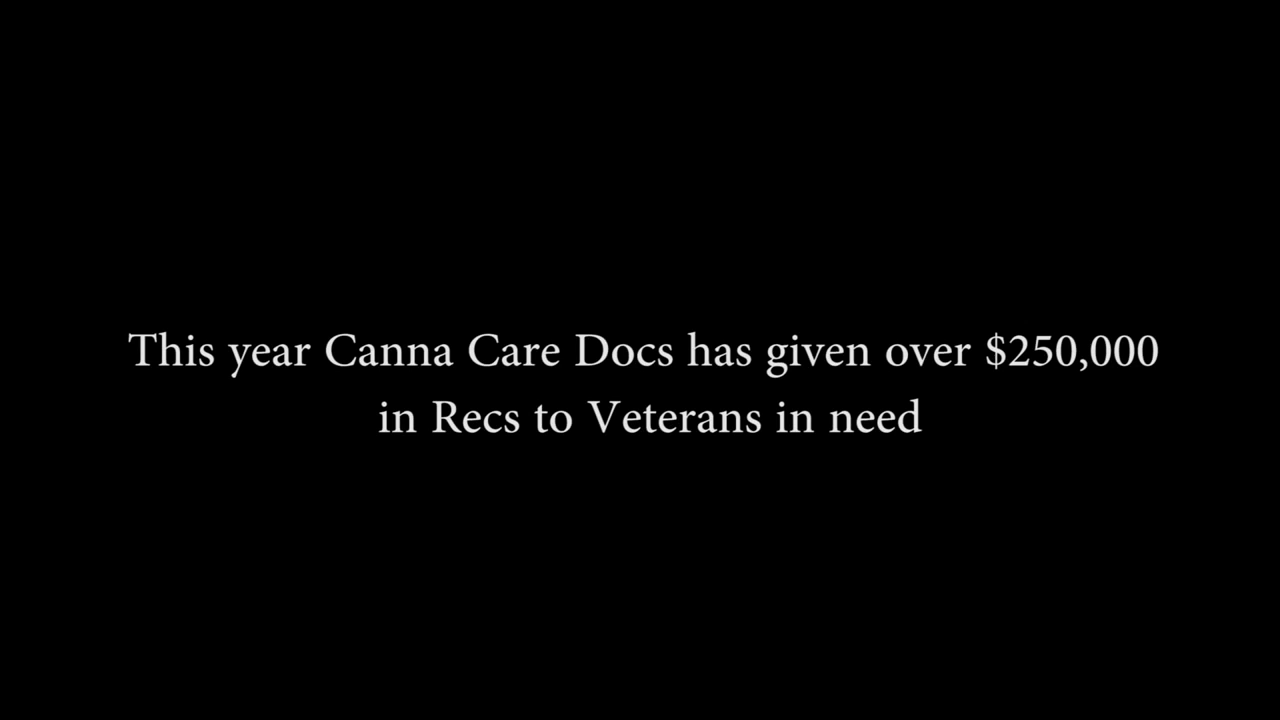 This year Canna Care Docs has given over $250,000
in Recs to Veterans in need